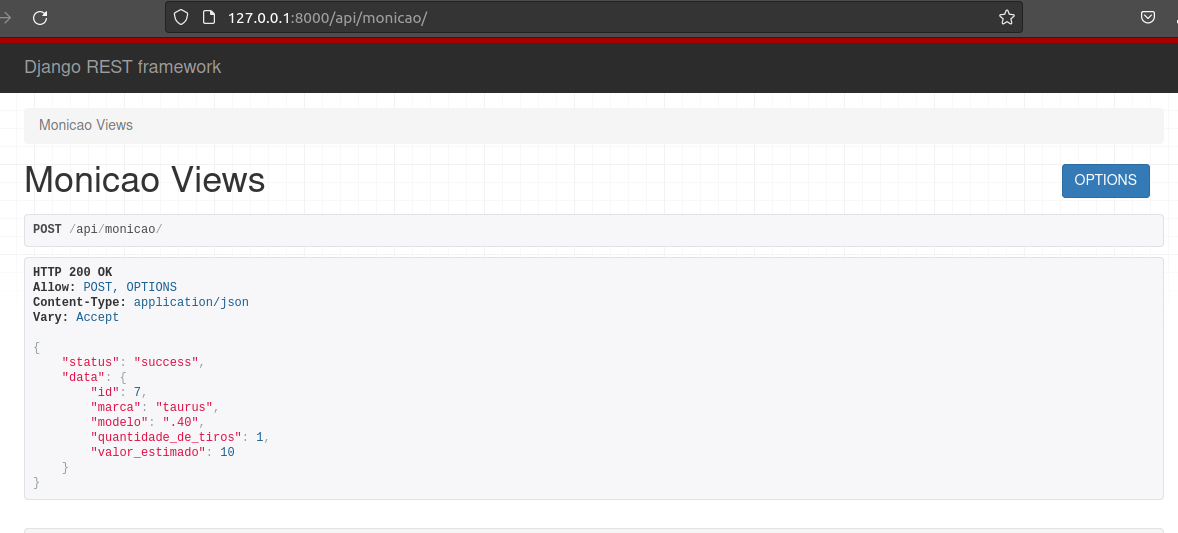 127.0.0.1:8000/api/monicao/
Django REST framework
Monicao Views
Monicao Views
OPTIONS
POST /api/monicao/
HTTP 200 OK
Allow: POST, OPTIONS
Content-Type: application/json
Vary: Accept
{
    "status": "success",
    "data": {
        "id": 7,
        "marca": "taurus",
        "modelo": ".40",
        "quantidade_de_tiros": 1,
        "valor_estimado": 10
    }
}